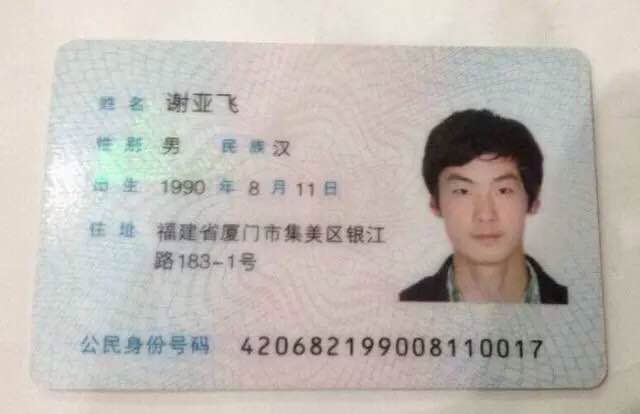 姓名 谢亚飞
性别 男 民族 汉
出生 1990 年 8 月 11 日
住址 福建省厦门市集美区银江
路183-1号
公民身份号码 420682199008110017